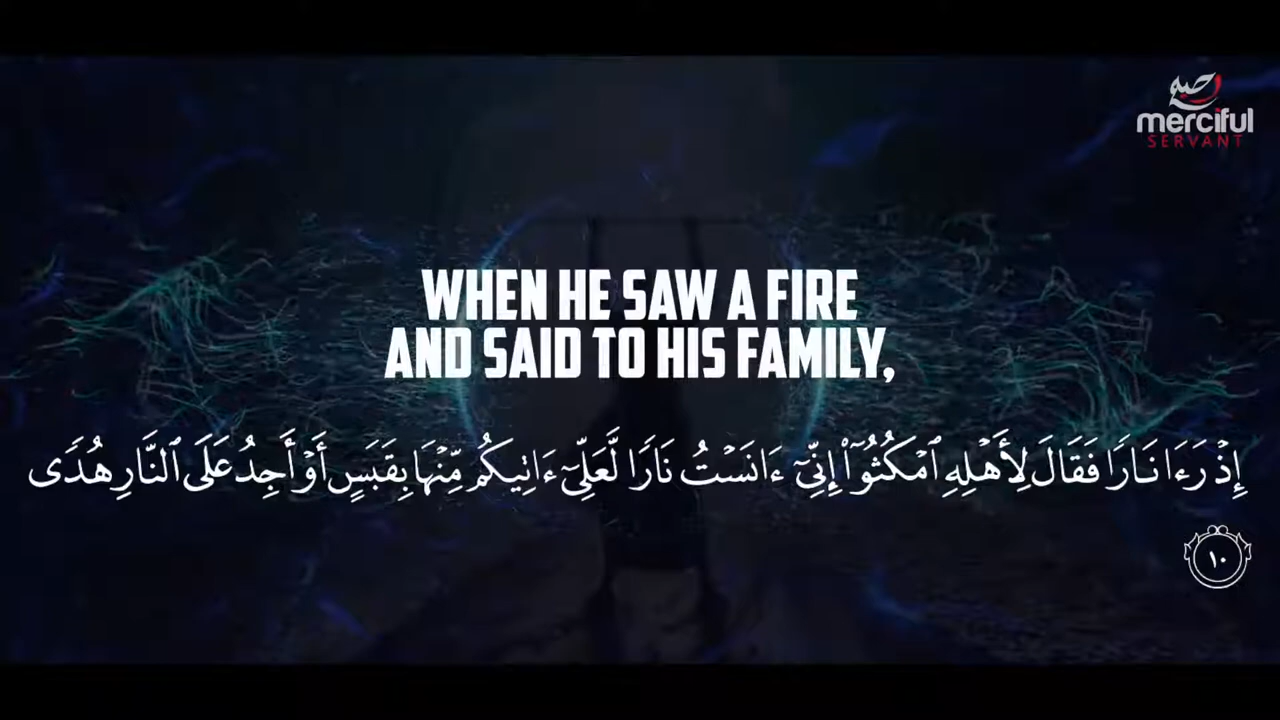 merciful
SERVANT
WHEN HE SAW A FIRE
AND SAID TO HIS FAMILY,
إِذْ رَءَا نَارًا فَقَالَ لِأَهْلِهِ ٱمْكُثُوٓا۟ إِنِّىٓ ءَانَسْتُ نَارًا لَّعَلِّىٓ ءَاتِيكُم مِّنْهَا بِقَبَسٍ أَوْ أَجِدُ عَلَى ٱلنَّارِ هُدًى
١٠